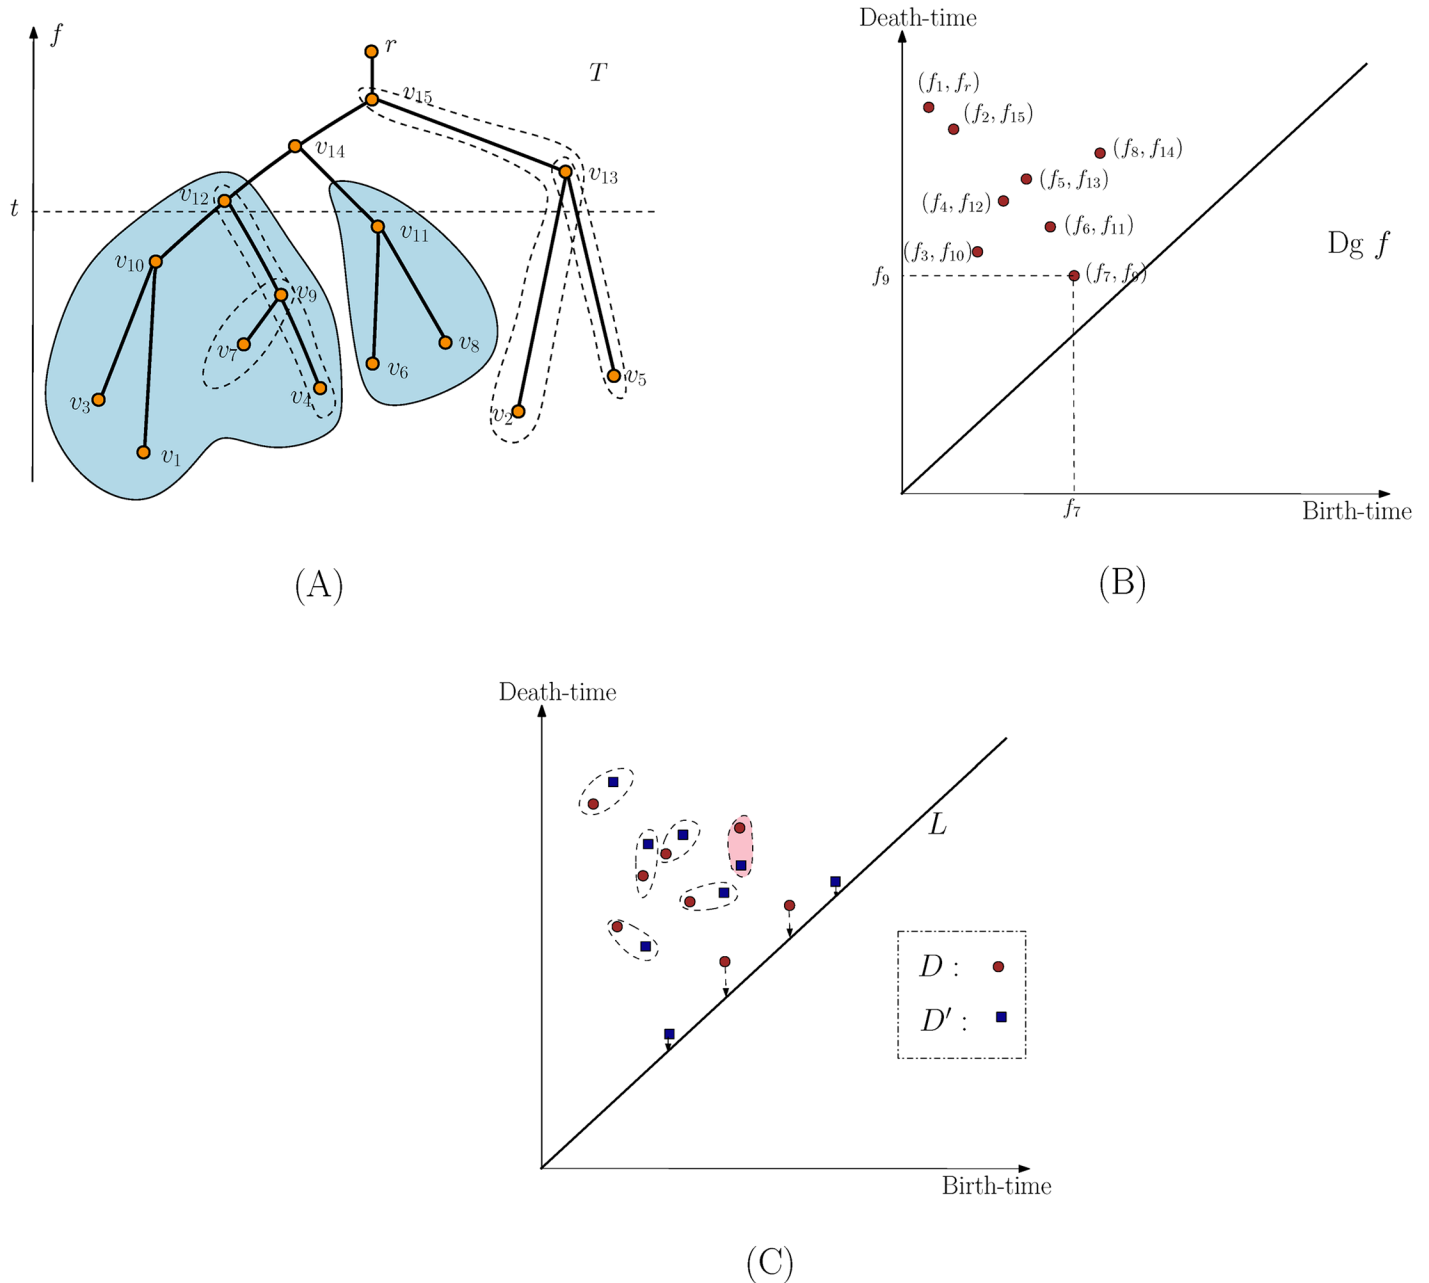 f
r
T
v₁₅
v₁₄
v₁₃
v₁₂
t
v₁₁
v₁₀
v₉
v₇
v₈
v₆
v₅
v₃
v₄
v₂
v₁
(A)
Death-time
(f₁, fᵣ)
(f₂, f₁₅)
(f₈, f₁₄)
(f₅, f₁₃)
(f₄, f₁₂)
(f₆, f₁₁)
(f₃, f₁₀)
Dg f
f₉
(f₇, f₉)
f₇
Birth-time
(B)
Death-time
L
D :
D′ :
Birth-time
(C)